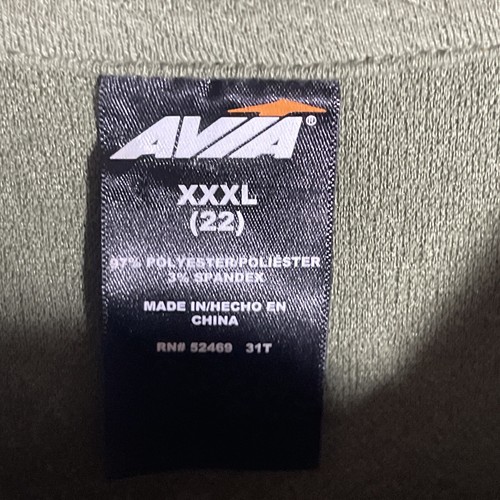 AVIA®
XXXL
(22)
97% POLYESTER/POLIÉSTER
3% SPANDEX
MADE IN/HECHO EN
CHINA
RN# 52469 31T